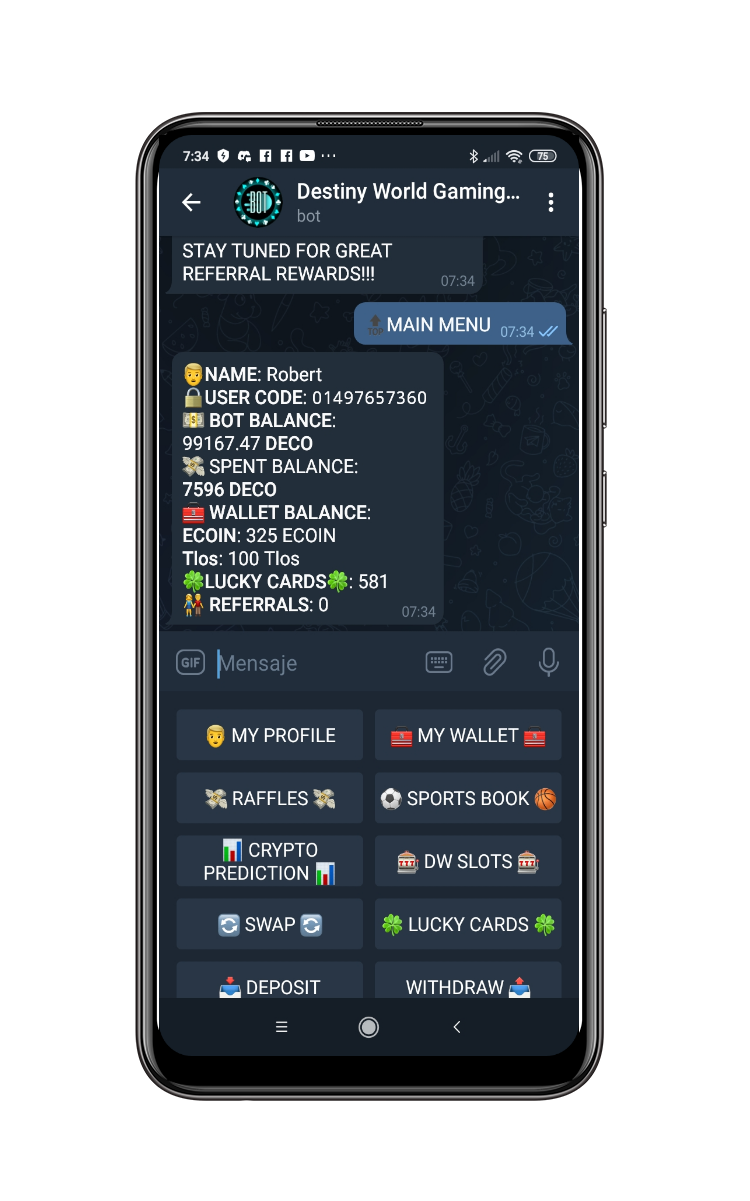 7:34
75
BOT
Destiny World Gaming...
bot
STAY TUNED FOR GREAT
REFERRAL REWARDS!!!
07:34
TOP MAIN MENU 07:34
NAME: Robert
USER CODE: 01497657360
BOT BALANCE:
99167.47 DECO
SPENT BALANCE:
7596 DECO
WALLET BALANCE:
ECOIN: 325 ECOIN
Tlos: 100 Tlos
🍀LUCKY CARDS🍀: 581
REFERRALS: 0
07:34
GIF Mensaje
MY PROFILE
MY WALLET
RAFFLES
SPORTS BOOK
CRYPTO
PREDICTION
DW SLOTS
SWAP
LUCKY CARDS
DEPOSIT
WITHDRAW